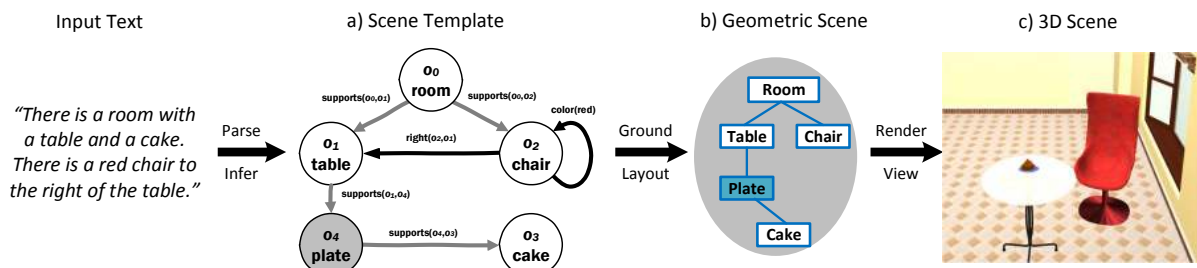 Input Text
a) Scene Template
b) Geometric Scene
c) 3D Scene
“There is a room with
a table and a cake.
There is a red chair to
the right of the table.”
Parse
Infer
o0
room
supports(o0,o1)
supports(o0,o2)
color(red)
o1
table
right(o2,o1)
o2
chair
supports(o1,o4)
o4
plate
supports(o4,o3)
o3
cake
Ground
Layout
Room
Table
Chair
Plate
Cake
Render
View